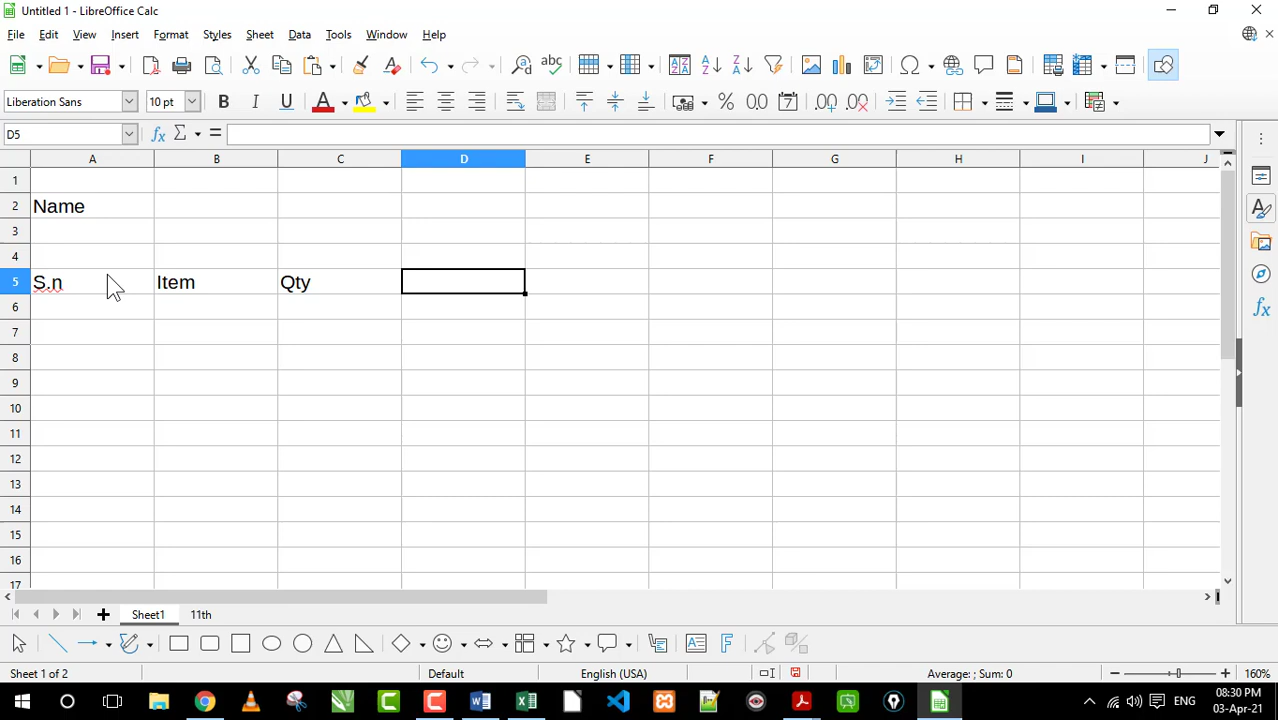 Untitled 1 - LibreOffice Calc
File Edit View Insert Format Styles Sheet Data Tools Window Help
Liberation Sans 10 pt B I U A
D5
A B C D E F G H I J
1
2 Name
3
4
5 S.n Item Qty
6
7
8
9
10
11
12
13
14
15
16
17
Sheet1 11th
Sheet 1 of 2 Default English (USA) Average: ; Sum: 0 160%
ENG 08:30 PM
03-Apr-21